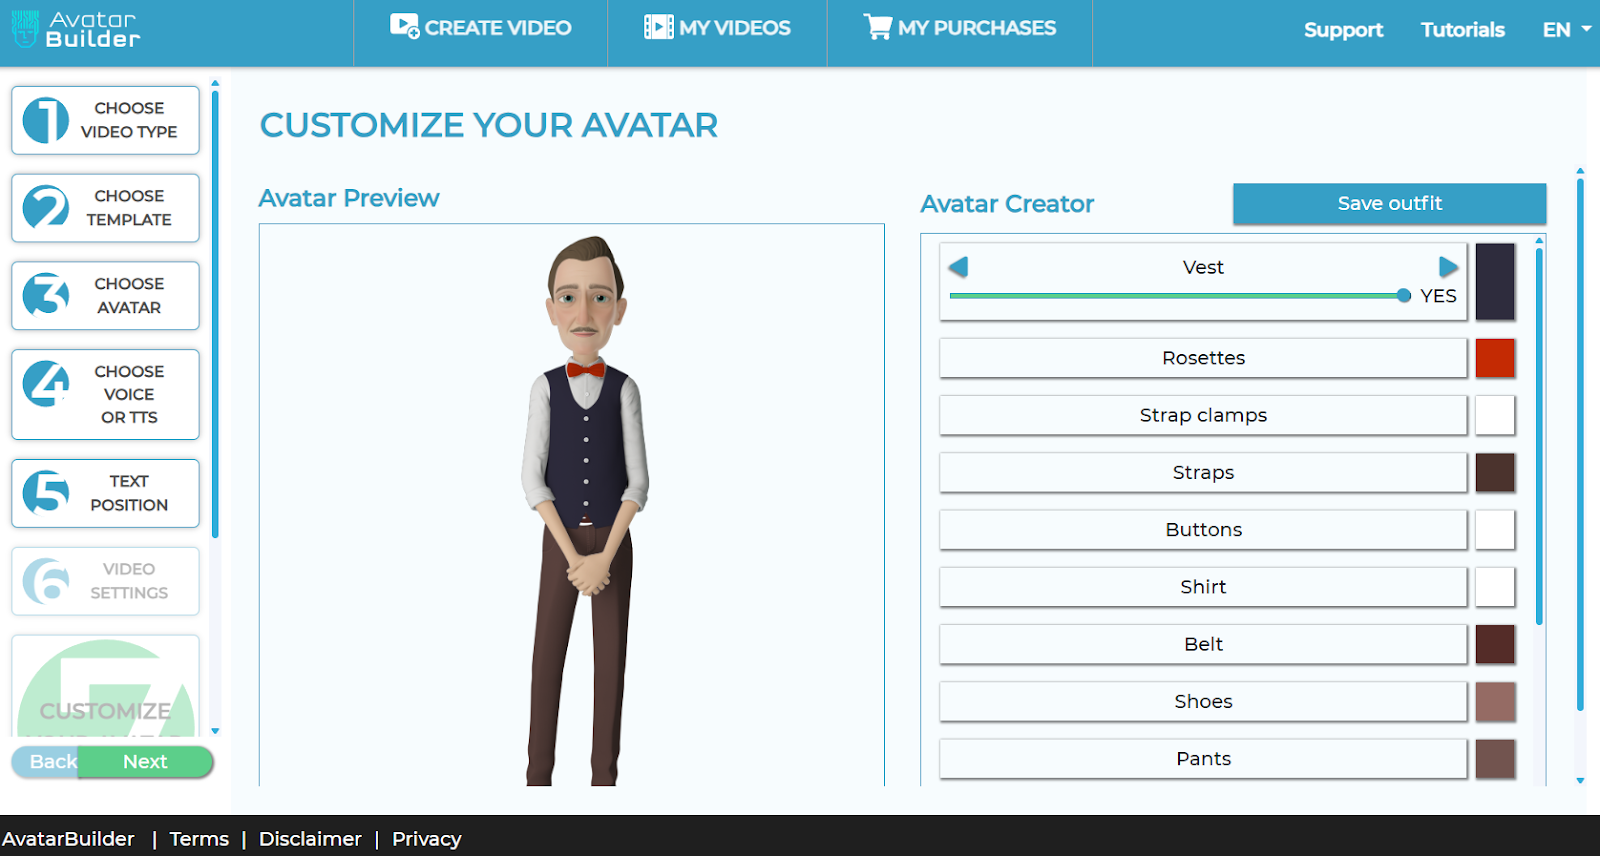 Avatar
Builder
CREATE VIDEO
MY VIDEOS
MY PURCHASES
Support
Tutorials
EN
1
CHOOSE
VIDEO TYPE
2
CHOOSE
TEMPLATE
3
CHOOSE
AVATAR
4
CHOOSE
VOICE
OR TTS
5
TEXT
POSITION
6
VIDEO
SETTINGS
7
CUSTOMIZE
YOUR AVATAR
Back
Next
CUSTOMIZE YOUR AVATAR
Avatar Preview
Avatar Creator
Save outfit
Vest
YES
Rosettes
Strap clamps
Straps
Buttons
Shirt
Belt
Shoes
Pants
AvatarBuilder | Terms | Disclaimer | Privacy